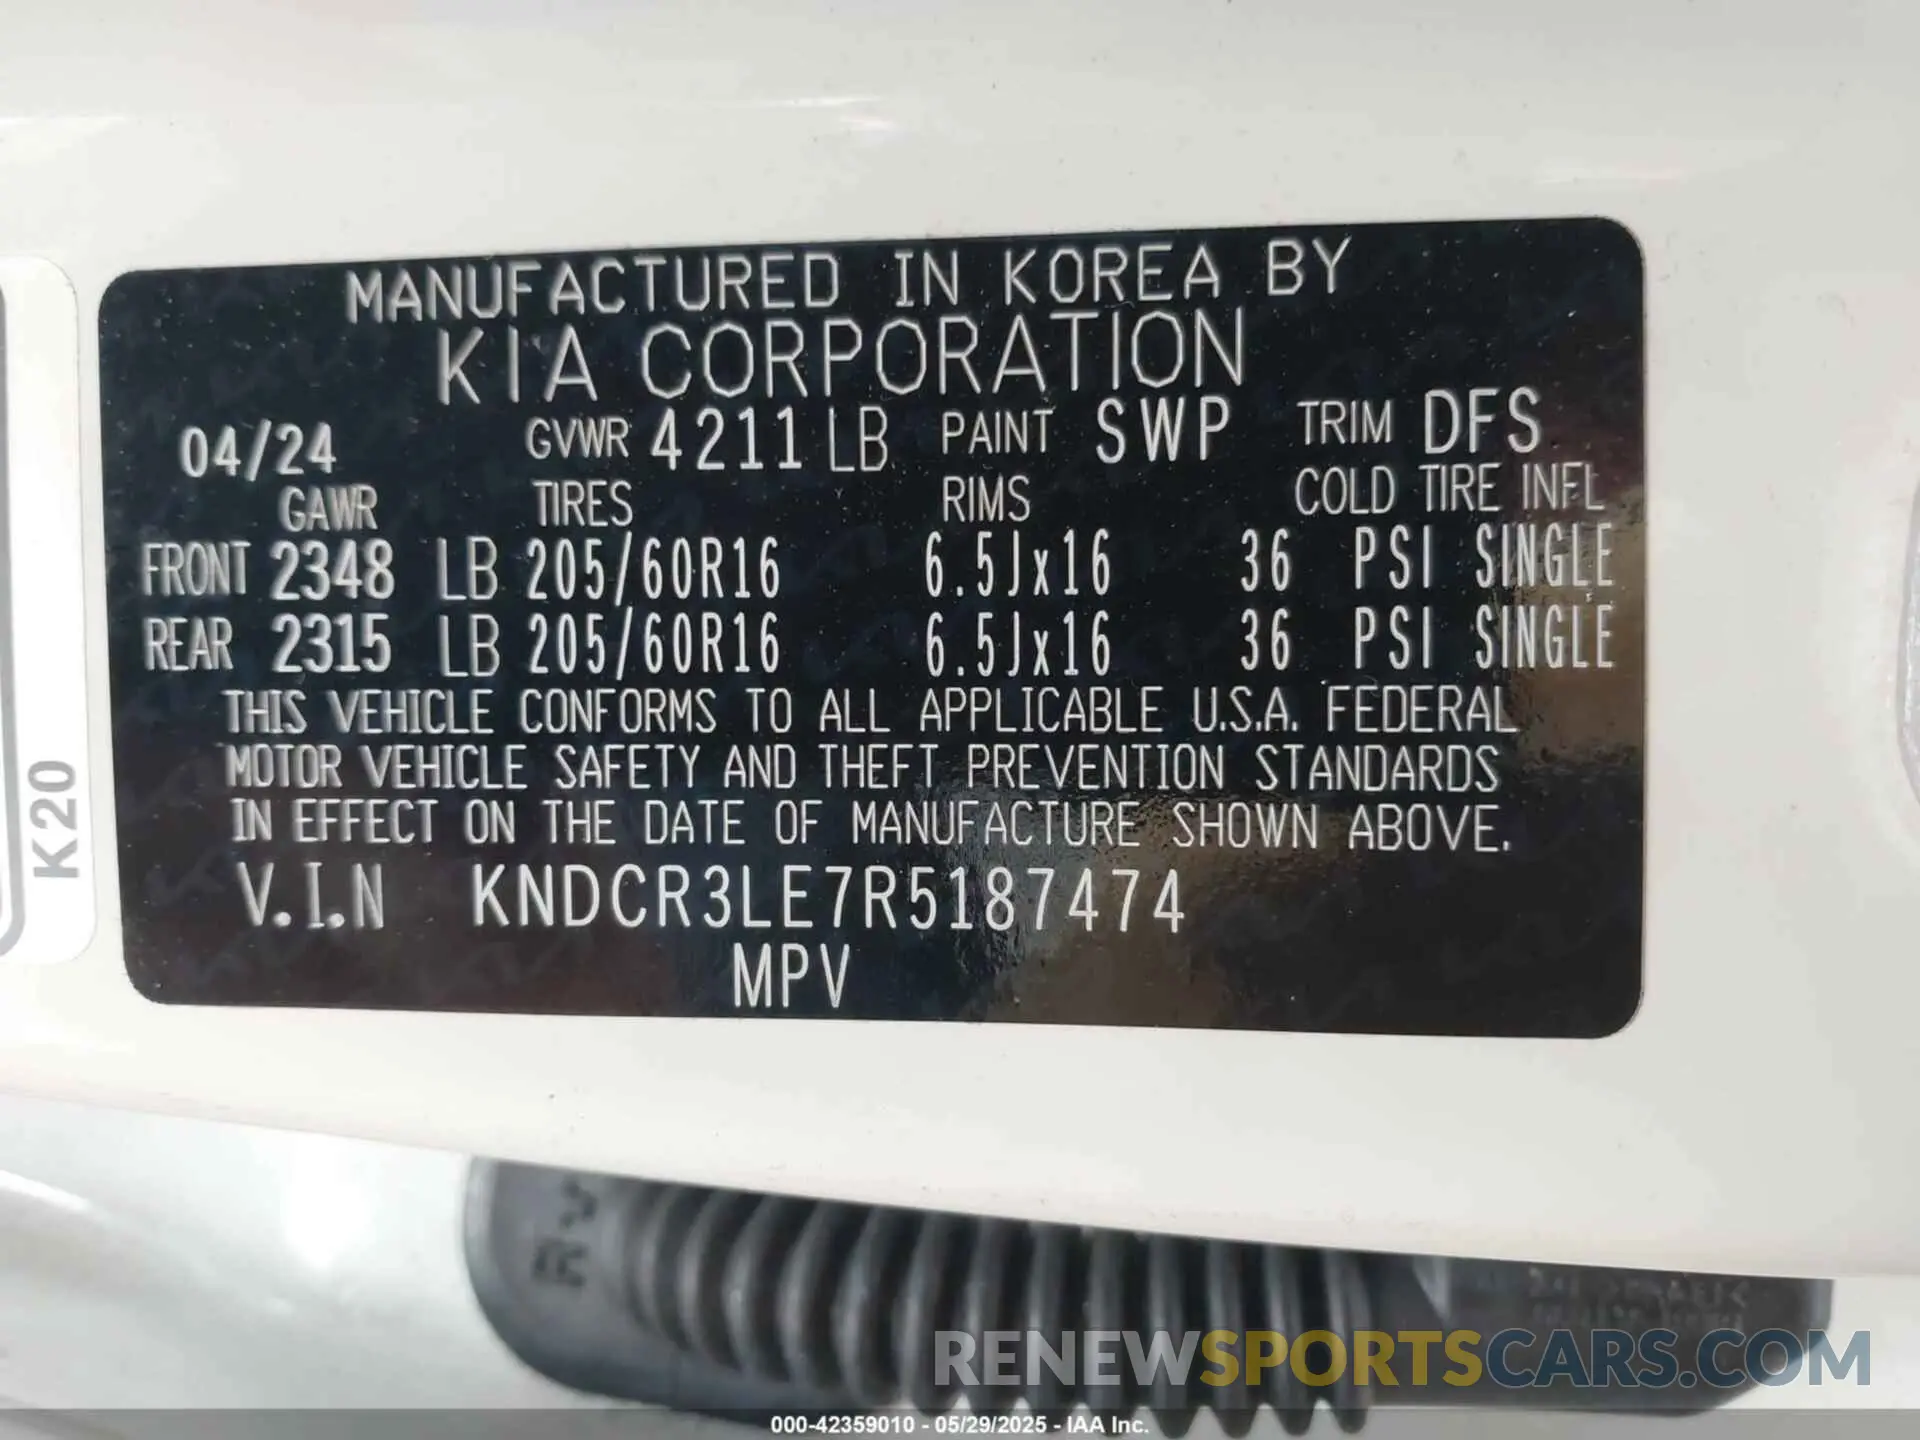 MANUFACTURED IN KOREA BY
KIA CORPORATION
04/24 GVWR 4211 LB PAINT SWP TRIM DFS
GAWR TIRES RIMS COLD TIRE INFL
FRONT 2348 LB 205/60R16 6.5Jx16 36 PSI SINGLE
REAR 2315 LB 205/60R16 6.5Jx16 36 PSI SINGLE
THIS VEHICLE CONFORMS TO ALL APPLICABLE U.S.A. FEDERAL
MOTOR VEHICLE SAFETY AND THEFT PREVENTION STANDARDS
IN EFFECT ON THE DATE OF MANUFACTURE SHOWN ABOVE.
V.I.N KNDCR3LE7R5187474
MPV
K20
RENEWSPORTSCARS.COM
000-42359010 - 05/29/2025 - IAA Inc.